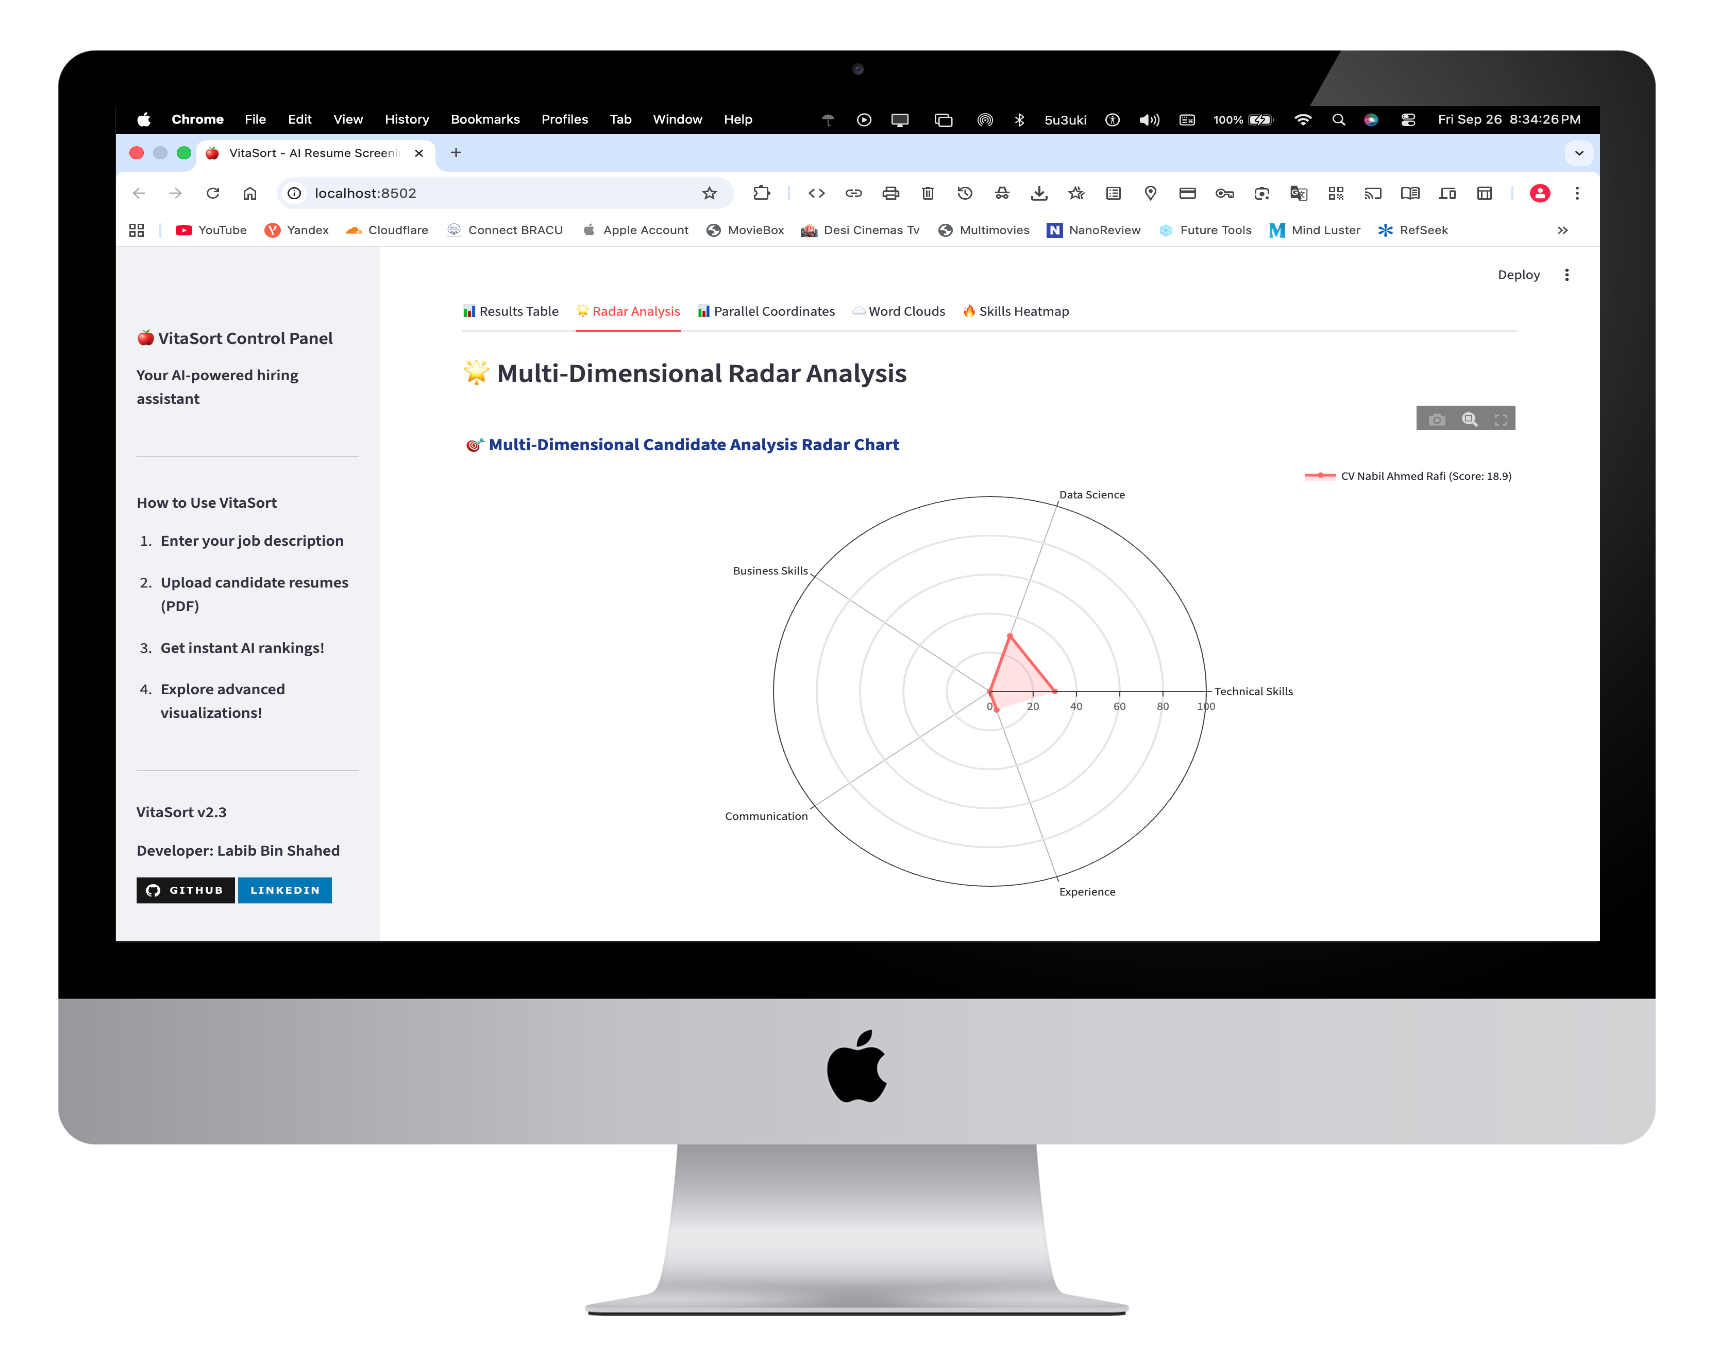 Chrome File Edit View History Bookmarks Profiles Tab Window Help 5u3uki 100% Fri Sep 26 8:34:26 PM
VitaSort - AI Resume Screeni
localhost:8502
YouTube Yandex Cloudflare Connect BRACU Apple Account MovieBox Desi Cinemas Tv Multimovies NanoReview Future Tools Mind Luster RefSeek
Deploy
VitaSort Control Panel
Your AI-powered hiring
assistant
How to Use VitaSort
1. Enter your job description
2. Upload candidate resumes
(PDF)
3. Get instant AI rankings!
4. Explore advanced
visualizations!
VitaSort v2.3
Developer: Labib Bin Shahed
GITHUB LINKEDIN
Results Table Radar Analysis Parallel Coordinates Word Clouds Skills Heatmap
Multi-Dimensional Radar Analysis
Multi-Dimensional Candidate Analysis Radar Chart
CV Nabil Ahmed Rafi (Score: 18.9)
Data Science
Business Skills
Technical Skills
0 20 40 60 80 100
Communication
Experience